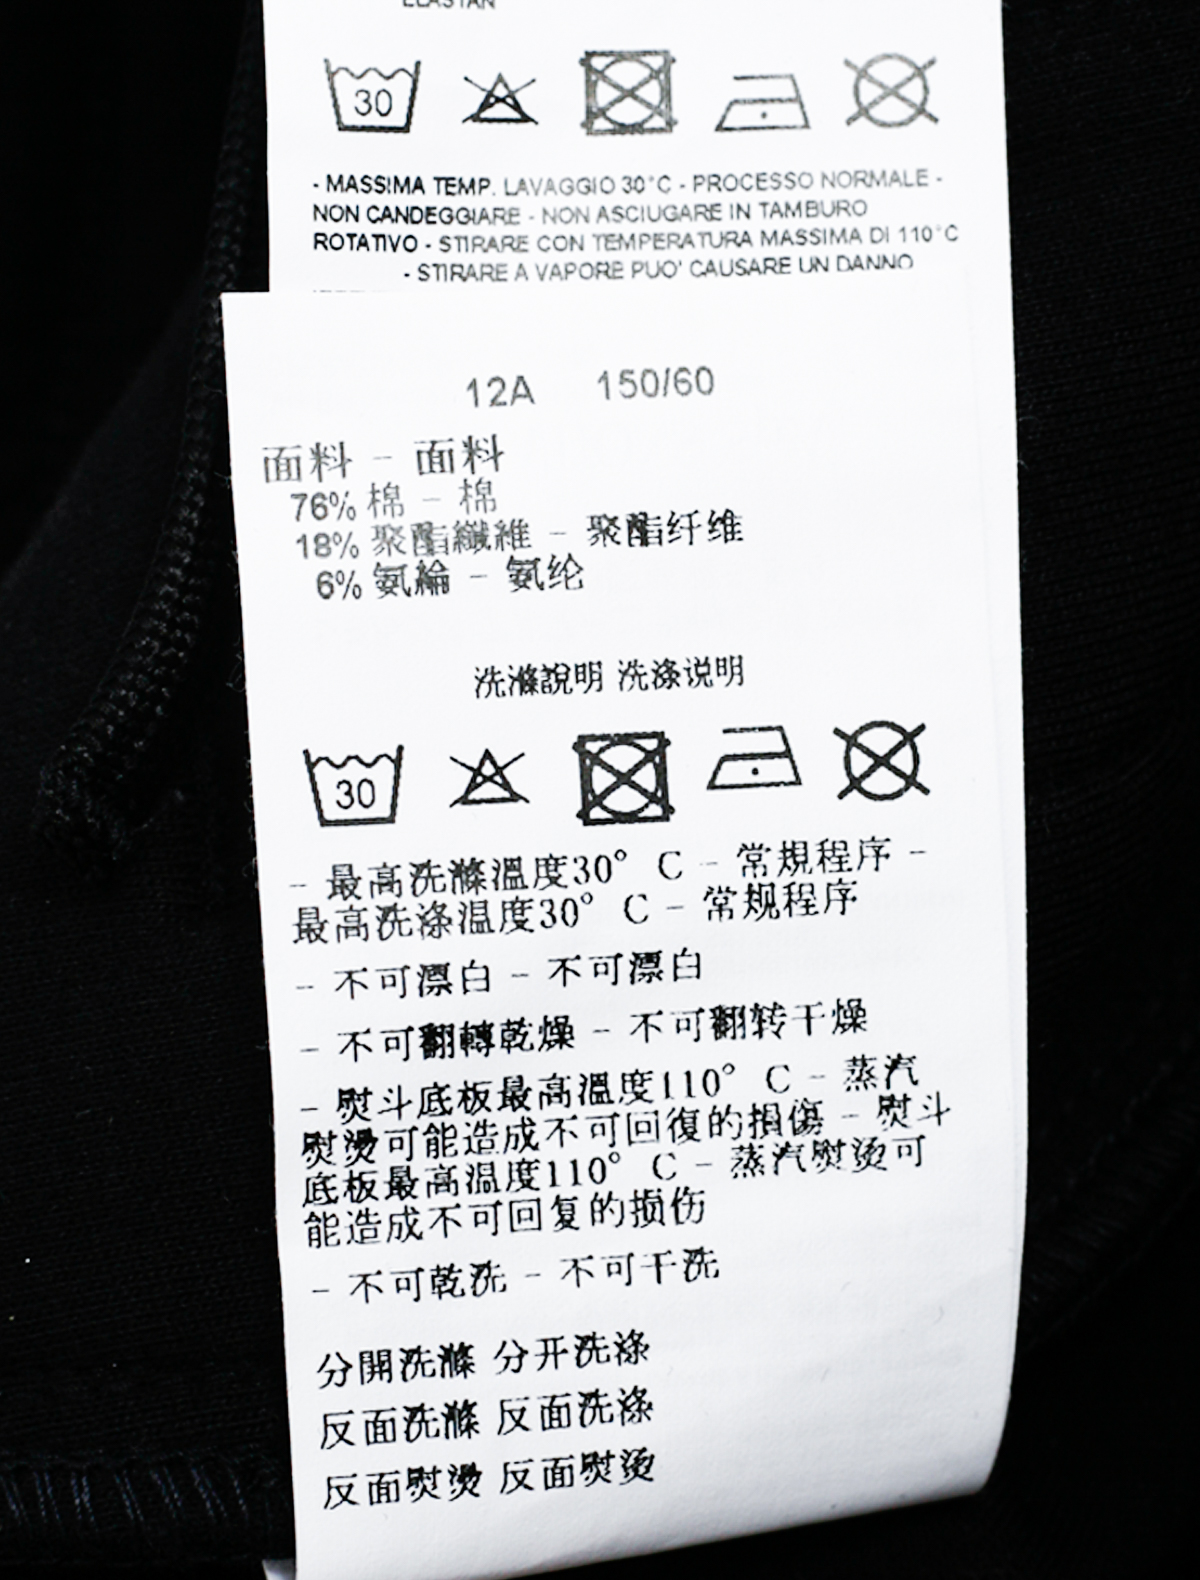 ELASTAN
30
- MASSIMA TEMP. LAVAGGIO 30°C - PROCESSO NORMALE -
NON CANDEGGIARE - NON ASCIUGARE IN TAMBURO
ROTATIVO - STIRARE CON TEMPERATURA MASSIMA DI 110°C
- STIRARE A VAPORE PUO' CAUSARE UN DANNO
12A 150/60
面料 - 面料
76% 棉 - 棉
18% 聚酯纖維 - 聚酯纤维
6% 氨綸 - 氨纶
洗滌說明 洗涤说明
30
- 最高洗滌溫度30° C - 常規程序 -
最高洗涤温度30° C - 常规程序
- 不可漂白 - 不可漂白
- 不可翻轉乾燥 - 不可翻转干燥
- 熨斗底板最高溫度110° C - 蒸汽
熨燙可能造成不可回復的損傷 - 熨斗
底板最高温度110° C - 蒸汽熨烫可
能造成不可回复的损伤
- 不可乾洗 - 不可干洗
分開洗滌 分开洗涤
反面洗滌 反面洗涤
反面熨燙 反面熨烫